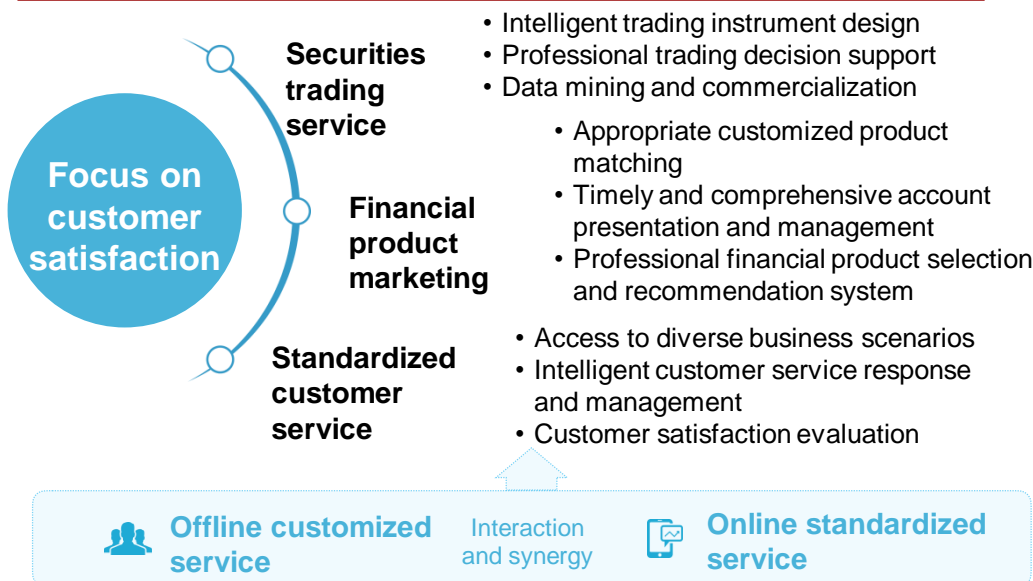 Focus on
customer
satisfaction
Securities
trading
service
• Intelligent trading instrument design
• Professional trading decision support
• Data mining and commercialization
Financial
product
marketing
• Appropriate customized product
matching
• Timely and comprehensive account
presentation and management
• Professional financial product selection
and recommendation system
Standardized
customer
service
• Access to diverse business scenarios
• Intelligent customer service response
and management
• Customer satisfaction evaluation
Offline customized
service
Interaction
and synergy
Online standardized
service